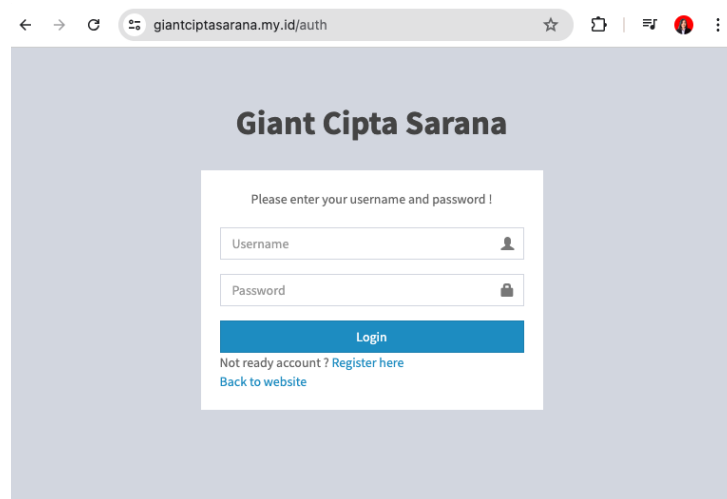 giantciptasarana.my.id/auth
Giant Cipta Sarana
Please enter your username and password !
Username
Password
Login
Not ready account ? Register here
Back to website